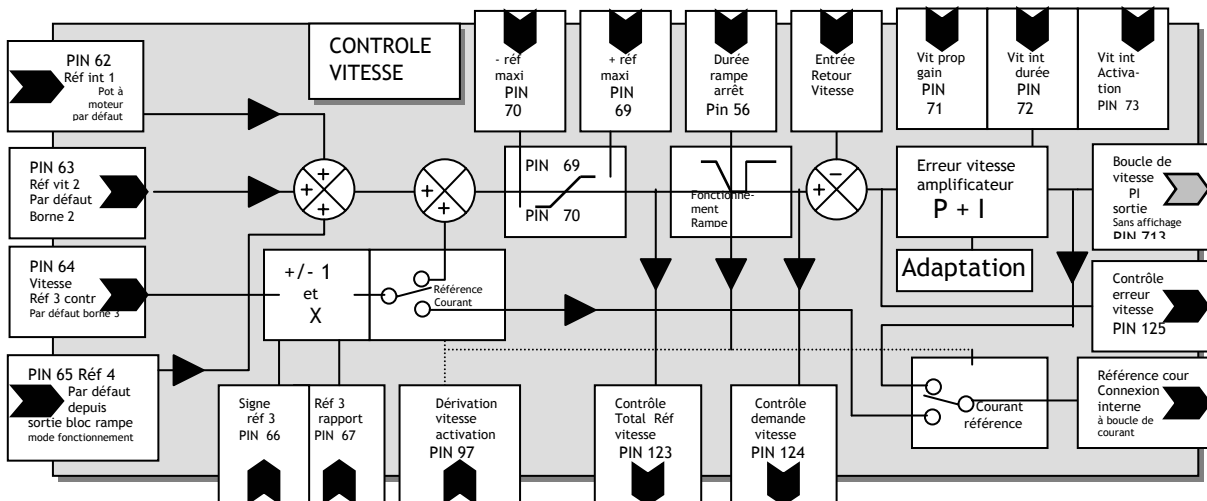 CONTROLE
VITESSE
PIN 62
Réf int 1
Pot à
moteur
par défaut
PIN 63
Réf vit 2
Par défaut
Borne 2
PIN 64
Vitesse
Réf 3 contr
Par défaut borne 3
PIN 65 Réf 4
Par défaut
depuis
sortie bloc rampe
mode fonctionnement
- réf
maxi
PIN
70
+ réf
maxi
PIN
69
Durée
rampe
arrêt
Pin 56
Entrée
Retour
Vitesse
Vit prop
gain
PIN
71
Vit int
durée
PIN
72
Vit int
Activa-
tion
PIN 73
+
+
+
+
+
PIN 69
PIN 70
Fonctionne-
ment
Rampe
−
+
Erreur vitesse
amplificateur
P + I
Adaptation
Boucle de
vitesse
PI
sortie
Sans affichage
PIN 713
+/- 1
et
X
Référence
Courant
Contrôle
erreur
vitesse
PIN 125
Courant
référence
Référence cour
Connexion
interne
à boucle de
courant
Signe
réf 3
PIN 66
Réf 3
rapport
PIN 67
Dérivation
vitesse
activation
PIN 97
Contrôle
Total Réf
vitesse
PIN 123
Contrôle
demande
vitesse
PIN 124